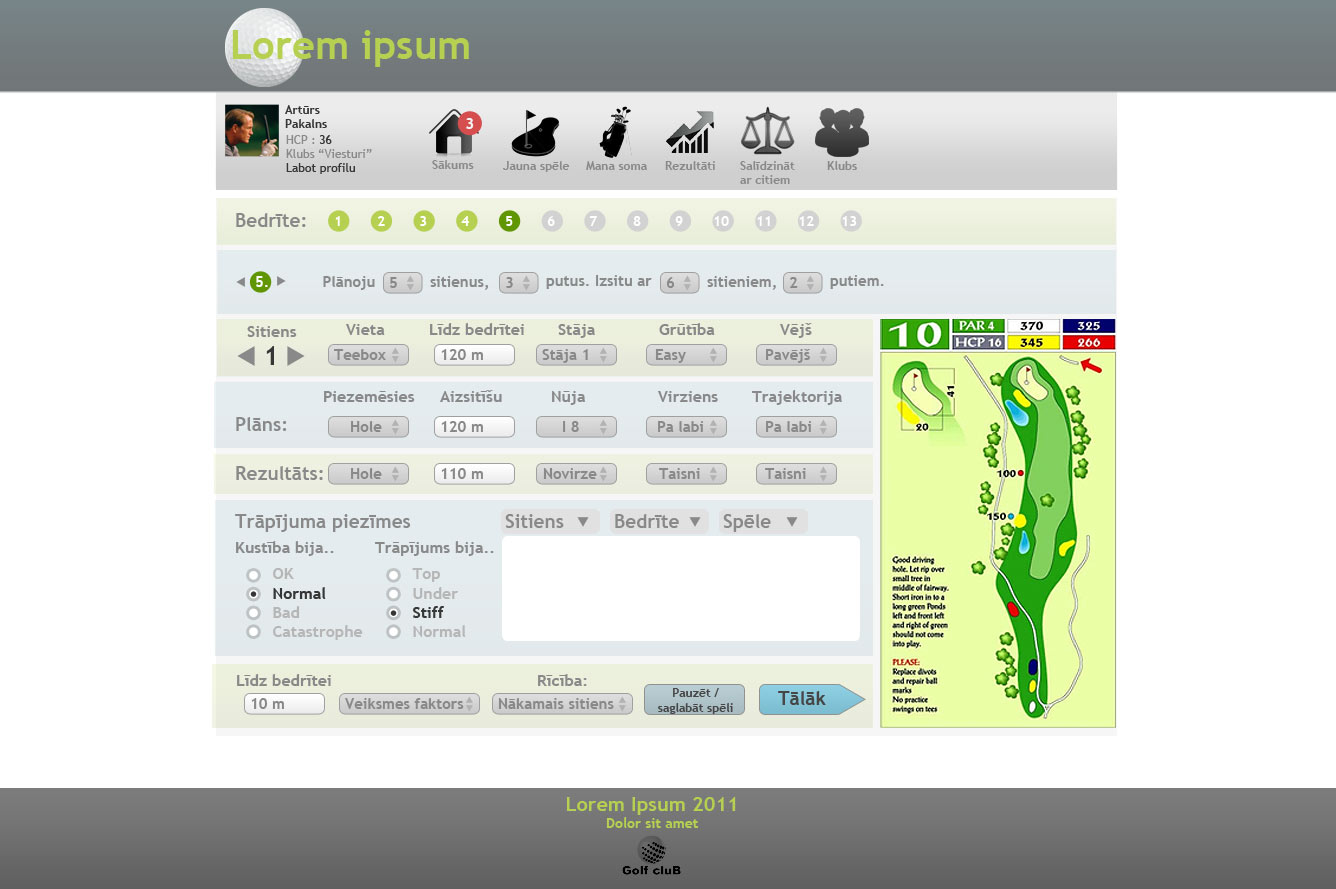 Lorem ipsum
Artūrs
Pakalns
HCP : 36
Klubs “Viesturi”
Labot profilu
3
Sākums
Jauna spēle
Mana soma
Rezultāti
Salīdzināt
ar citiem
Klubs
Bedrīte: 1 2 3 4 5 6 7 8 9 10 11 12 13
5. Plānoju 5 sitienus, 3 putus. Izsitu ar 6 sitieniem, 2 putiem.
Sitiens Vieta Līdz bedrītei Stāja Grūtība Vējš
1 Teebox 120 m Stāja 1 Easy Pavējš
Piezemēsies Aizsitīšu Nūja Virziens Trajektorija
Plāns: Hole 120 m I 8 Pa labi Pa labi
Rezultāts: Hole 110 m Novirze Taisni Taisni
Trāpījuma piezīmes
Sitiens ▼ Bedrīte ▼ Spēle ▼
Kustība bija.. Trāpījums bija..
OK Top
Normal Under
Bad Stiff
Catastrophe Normal
Līdz bedrītei Rīcība:
10 m Veiksmes faktors Nākamais sitiens
Pauzēt /
saglabāt spēli
Tālāk
10 PAR 4 370 325
HCP 16 345 266
41
20
100
150
Good driving
hole. Let rip over
small tree in
middle of fairway.
Short iron in to a
long green Ponds
left and front left
and right of green
should not come
into play.
PLEASE:
Replace divots
and repair ball
marks
No practice
swings on tees
Lorem Ipsum 2011
Dolor sit amet
Golf cluB